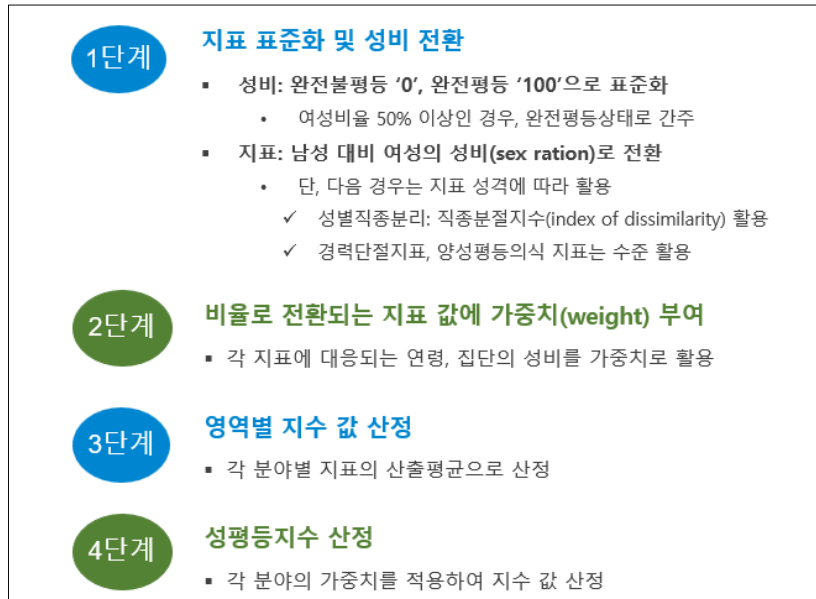 1단계
지표 표준화 및 성비 전환
▪ 성비: 완전불평등 ‘0’, 완전평등 ‘100’으로 표준화
• 여성비율 50% 이상인 경우, 완전평등상태로 간주
▪ 지표: 남성 대비 여성의 성비(sex ration)로 전환
• 단, 다음 경우는 지표 성격에 따라 활용
✓ 성별직종분리: 직종분절지수(index of dissimilarity) 활용
✓ 경력단절지표, 양성평등의식 지표는 수준 활용
2단계
비율로 전환되는 지표 값에 가중치(weight) 부여
▪ 각 지표에 대응되는 연령, 집단의 성비를 가중치로 활용
3단계
영역별 지수 값 산정
▪ 각 분야별 지표의 산출평균으로 산정
4단계
성평등지수 산정
▪ 각 분야의 가중치를 적용하여 지수 값 산정